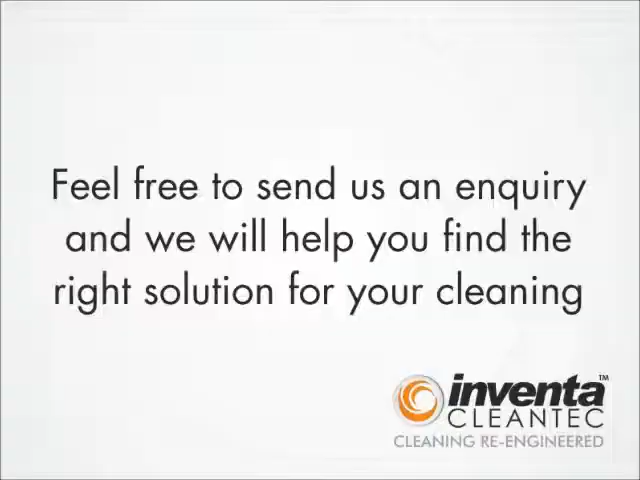 Feel free to send us an enquiry
and we will help you find the
right solution for your cleaning
inventa™
CLEANTEC
CLEANING RE-ENGINEERED